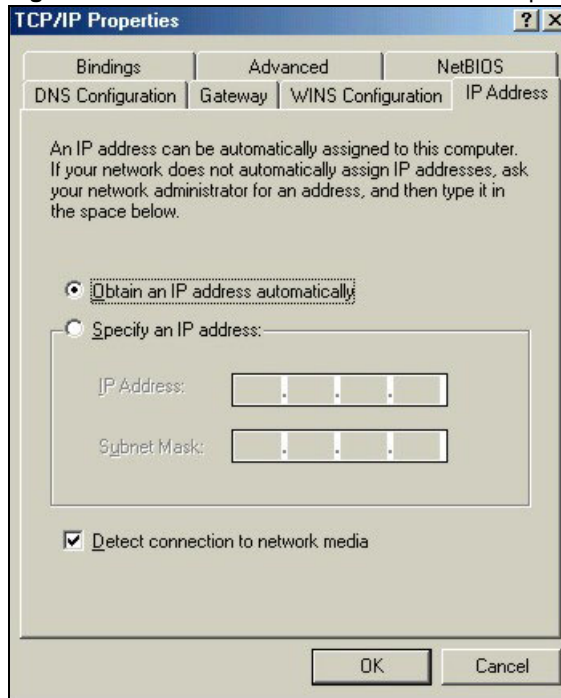 TCP/IP Properties
Bindings Advanced NetBIOS
DNS Configuration Gateway WINS Configuration IP Address
An IP address can be automatically assigned to this computer.
If your network does not automatically assign IP addresses, ask
your network administrator for an address, and then type it in
the space below.
Obtain an IP address automatically
Specify an IP address:
IP Address:
Subnet Mask:
Detect connection to network media
OK Cancel